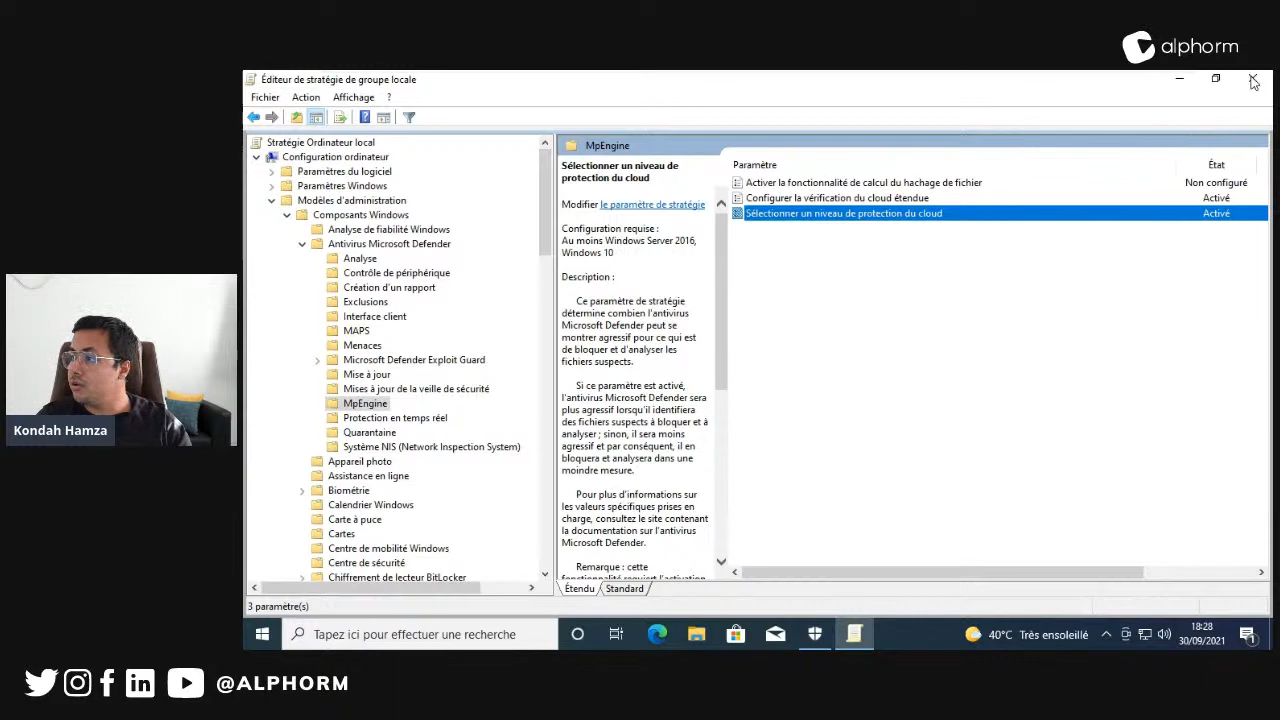 alphorm
Éditeur de stratégie de groupe locale
Fichier Action Affichage ?
Stratégie Ordinateur local
Configuration ordinateur
Paramètres du logiciel
Paramètres Windows
Modèles d'administration
Composants Windows
Analyse de fiabilité Windows
Antivirus Microsoft Defender
Analyse
Contrôle de périphérique
Création d'un rapport
Exclusions
Interface client
MAPS
Menaces
Microsoft Defender Exploit Guard
Mise à jour
Mises à jour de la veille de sécurité
MpEngine
Protection en temps réel
Quarantaine
Système NIS (Network Inspection System)
Appareil photo
Assistance en ligne
Biométrie
Calendrier Windows
Carte à puce
Cartes
Centre de mobilité Windows
Centre de sécurité
Chiffrement de lecteur BitLocker
MpEngine
Sélectionner un niveau de
protection du cloud
Modifier le paramètre de stratégie
Configuration requise :
Au moins Windows Server 2016,
Windows 10
Description :
Ce paramètre de stratégie
détermine combien l'antivirus
Microsoft Defender peut se
montrer agressif pour ce qui est
de bloquer et d'analyser les
fichiers suspects.
Si ce paramètre est activé,
l'antivirus Microsoft Defender sera
plus agressif lorsqu'il identifiera
des fichiers suspects à bloquer et à
analyser ; sinon, il sera moins
agressif et par conséquent, il en
bloquera et analysera dans une
moindre mesure.
Pour plus d'informations sur
les valeurs spécifiques prises en
charge, consultez le site contenant
la documentation sur l'antivirus
Microsoft Defender.
Remarque : cette
fonctionnalité requiert l'activation
Paramètre État
Activer la fonctionnalité de calcul du hachage de fichier Non configuré
Configurer la vérification du cloud étendue Activé
Sélectionner un niveau de protection du cloud Activé
Étendu Standard
3 paramètre(s)
Tapez ici pour effectuer une recherche
40°C Très ensoleillé
18:28
30/09/2021
1
Kondah Hamza
@ALPHORM